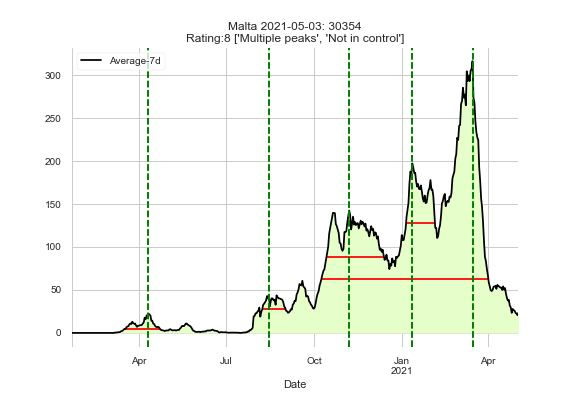 Malta 2021-05-03: 30354
Rating:8 ['Multiple peaks', 'Not in control']
Average-7d
300
250
200
150
100
50
0
Apr
Jul
Oct
Jan
2021
Apr
Date